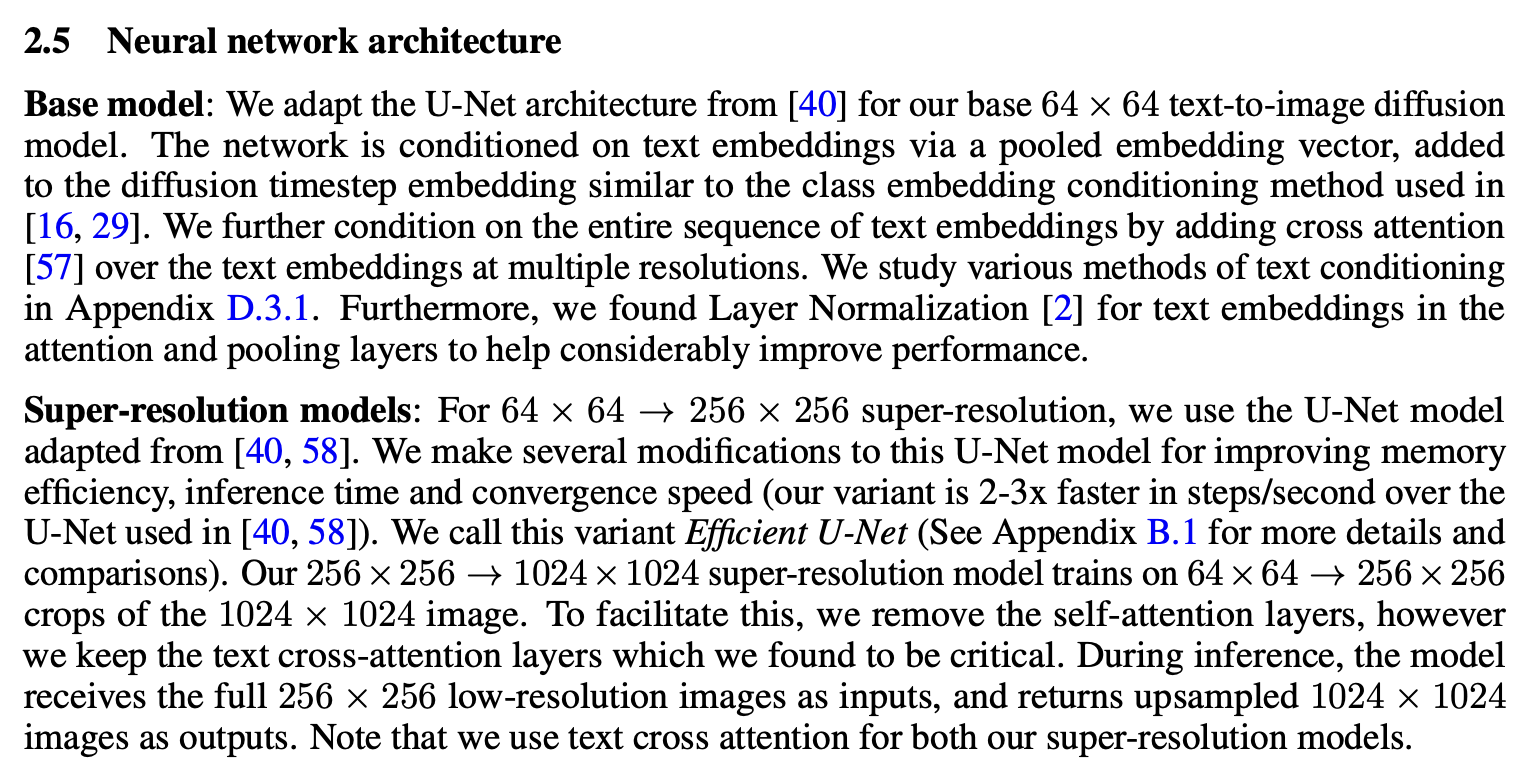 2.5 Neural network architecture
Base model: We adapt the U-Net architecture from [40] for our base 64 × 64 text-to-image diffusion
model. The network is conditioned on text embeddings via a pooled embedding vector, added
to the diffusion timestep embedding similar to the class embedding conditioning method used in
[16, 29]. We further condition on the entire sequence of text embeddings by adding cross attention
[57] over the text embeddings at multiple resolutions. We study various methods of text conditioning
in Appendix D.3.1. Furthermore, we found Layer Normalization [2] for text embeddings in the
attention and pooling layers to help considerably improve performance.
Super-resolution models: For 64 × 64 → 256 × 256 super-resolution, we use the U-Net model
adapted from [40, 58]. We make several modifications to this U-Net model for improving memory
efficiency, inference time and convergence speed (our variant is 2-3x faster in steps/second over the
U-Net used in [40, 58]). We call this variant Efficient U-Net (See Appendix B.1 for more details and
comparisons). Our 256 × 256 → 1024 × 1024 super-resolution model trains on 64 × 64 → 256 × 256
crops of the 1024 × 1024 image. To facilitate this, we remove the self-attention layers, however
we keep the text cross-attention layers which we found to be critical. During inference, the model
receives the full 256 × 256 low-resolution images as inputs, and returns upsampled 1024 × 1024
images as outputs. Note that we use text cross attention for both our super-resolution models.